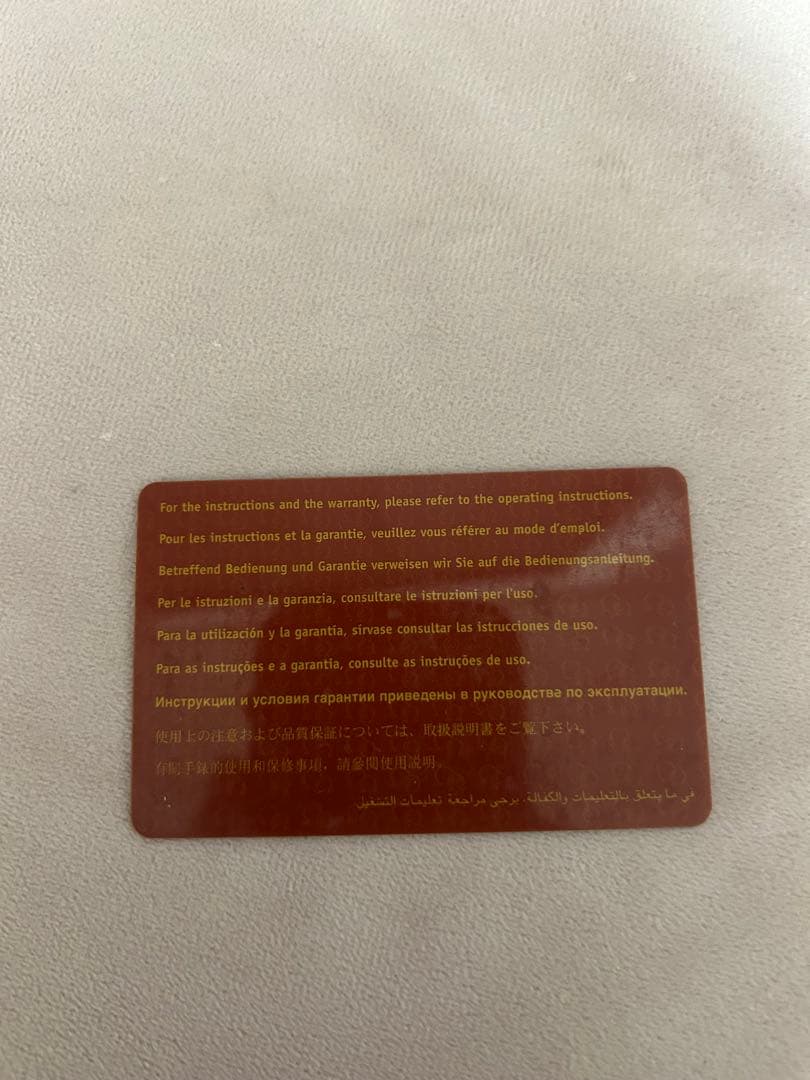 For the instructions and the warranty, please refer to the operating instructions.
Pour les instructions et la garantie, veuillez vous référer au mode d'emploi.
Betreffend Bedienung und Garantie verweisen wir Sie auf die Bedienungsanleitung.
Per le istruzioni e la garanzia, consultare le istruzioni per l'uso.
Para la utilización y la garantia, sírvase consultar las istrucciones de uso.
Para as instruções e a garantia, consulte as instruções de uso.
Инструкции и условия гарантии приведены в руководства по эксплуатации.
使用上の注意および品質保証については、取扱説明書をご覧下さい。
有關手錶的使用和保修事項，請參閱使用説明。
في ما يتعلق بالتعليمات والكفالة، يرجى مراجعة تعليمات التشغيل